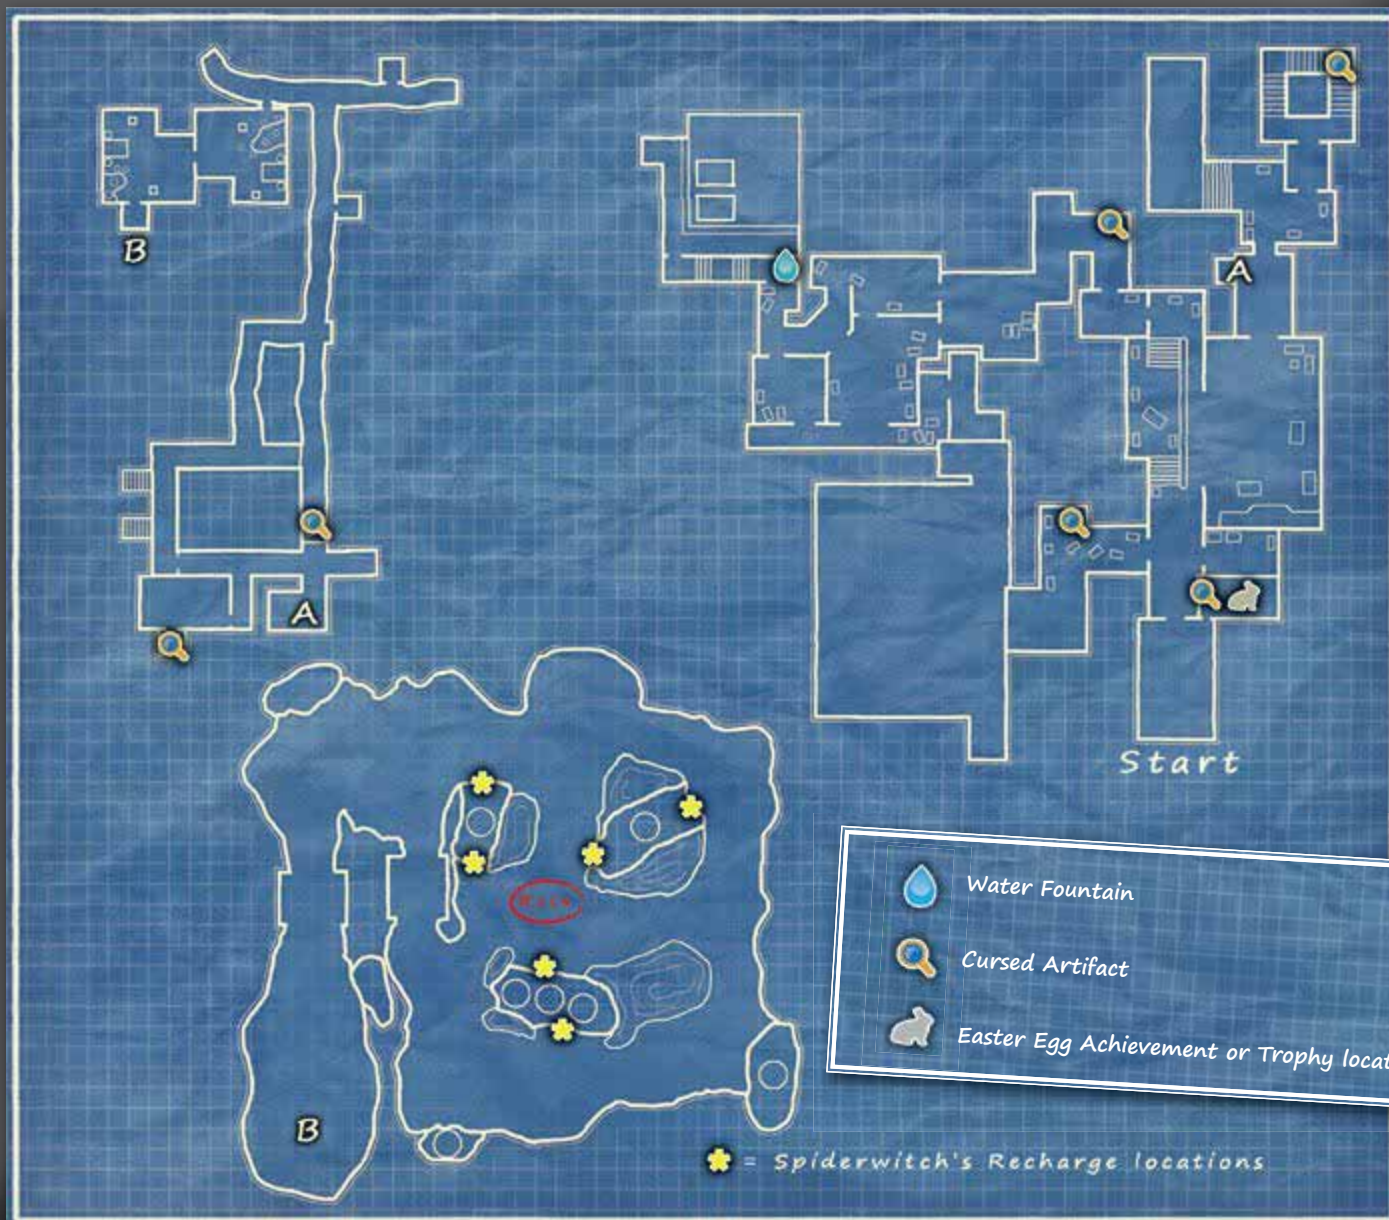 B
A
A
Start
Water Fountain
Cursed Artifact
Easter Egg Achievement or Trophy locat
B
= Spiderwitch's Recharge locations